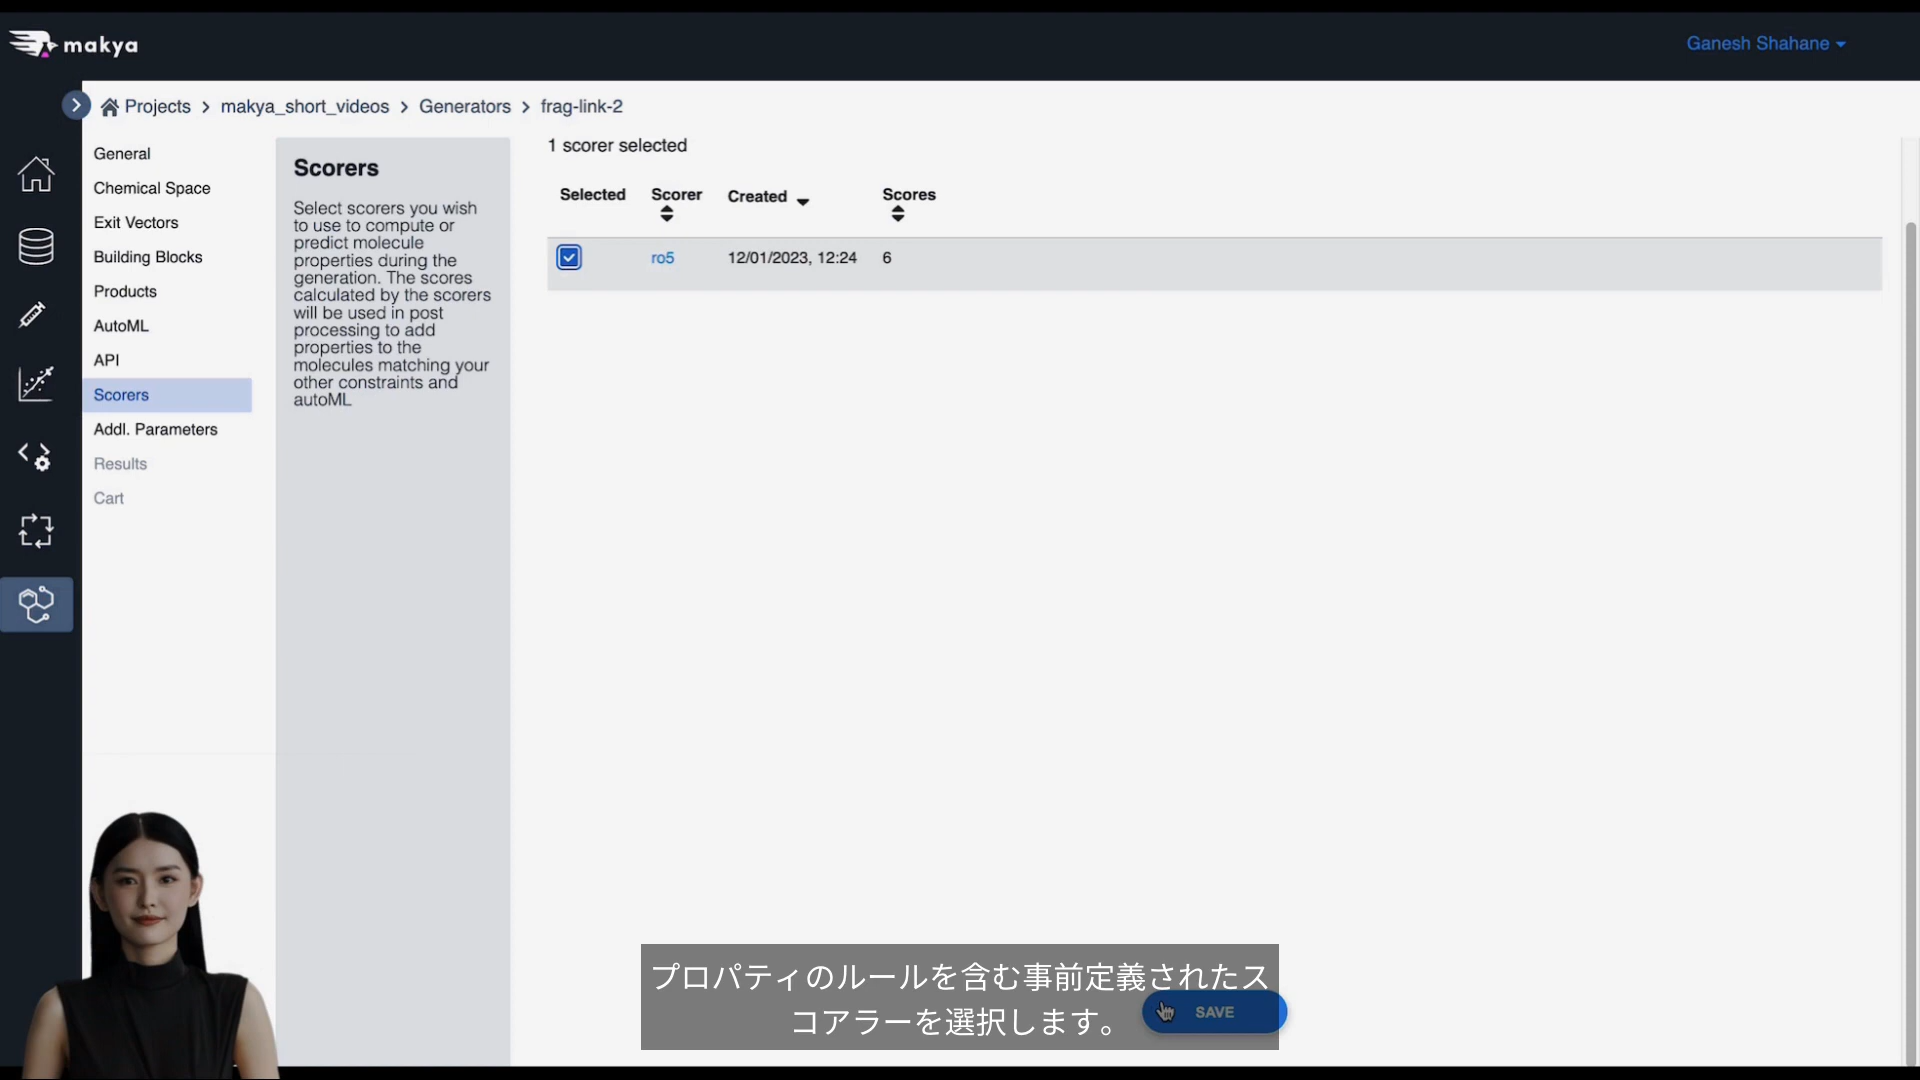 makya
Ganesh Shahane
Projects > makya_short_videos > Generators > frag-link-2
General
Chemical Space
Exit Vectors
Building Blocks
Products
AutoML
API
Scorers
Addl. Parameters
Results
Cart
Scorers
Select scorers you wish
to use to compute or
predict molecule
properties during the
generation. The scores
calculated by the scorers
will be used in post
processing to add
properties to the
molecules matching your
other constraints and
autoML
1 scorer selected
Selected Scorer Created Scores
ro5 12/01/2023, 12:24 6
プロパティのルールを含む事前定義されたス
コアラーを選択します。
SAVE